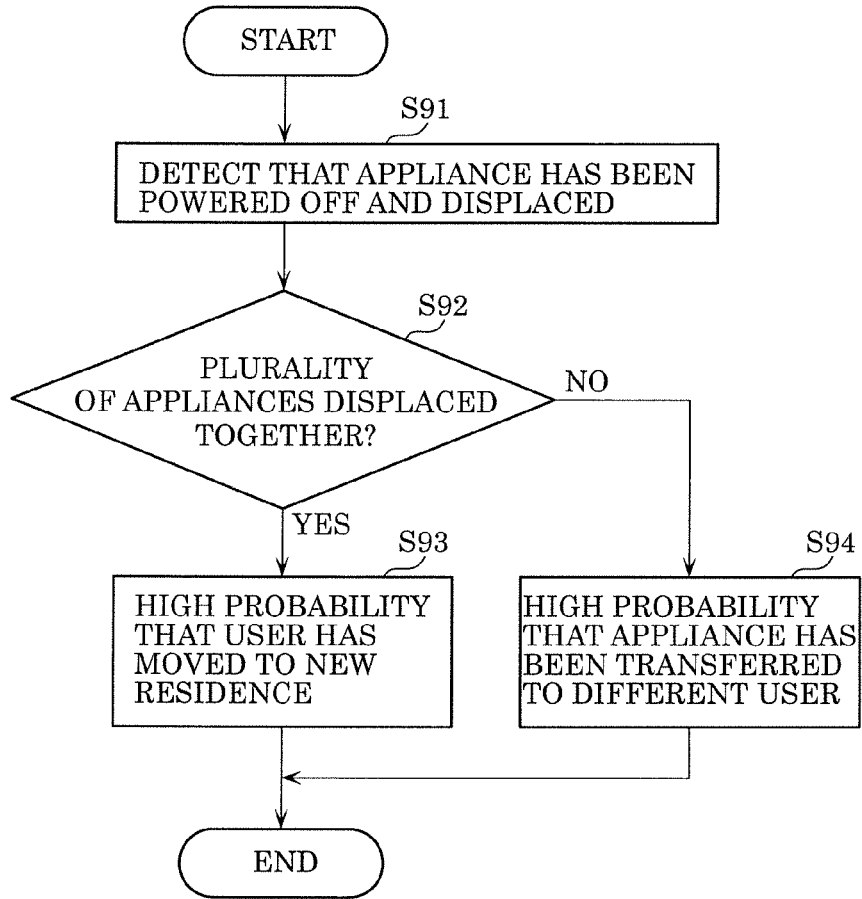 START
S91
DETECT THAT APPLIANCE HAS BEEN
POWERED OFF AND DISPLACED
S92
PLURALITY
OF APPLIANCES DISPLACED
TOGETHER?
NO
YES
S93
HIGH PROBABILITY
THAT USER HAS
MOVED TO NEW
RESIDENCE
S94
HIGH PROBABILITY
THAT APPLIANCE HAS
BEEN TRANSFERRED
TO DIFFERENT USER
END